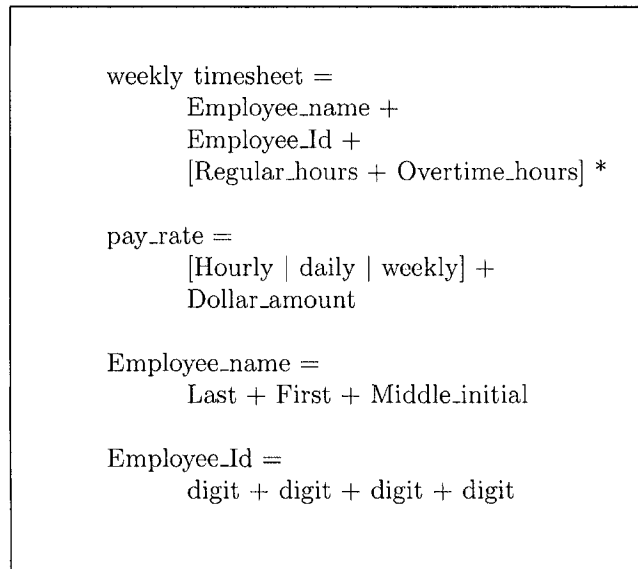 weekly timesheet =
Employee_name +
Employee_Id +
[Regular_hours + Overtime_hours] *
pay_rate =
[Hourly | daily | weekly] +
Dollar_amount
Employee_name =
Last + First + Middle_initial
Employee_Id =
digit + digit + digit + digit